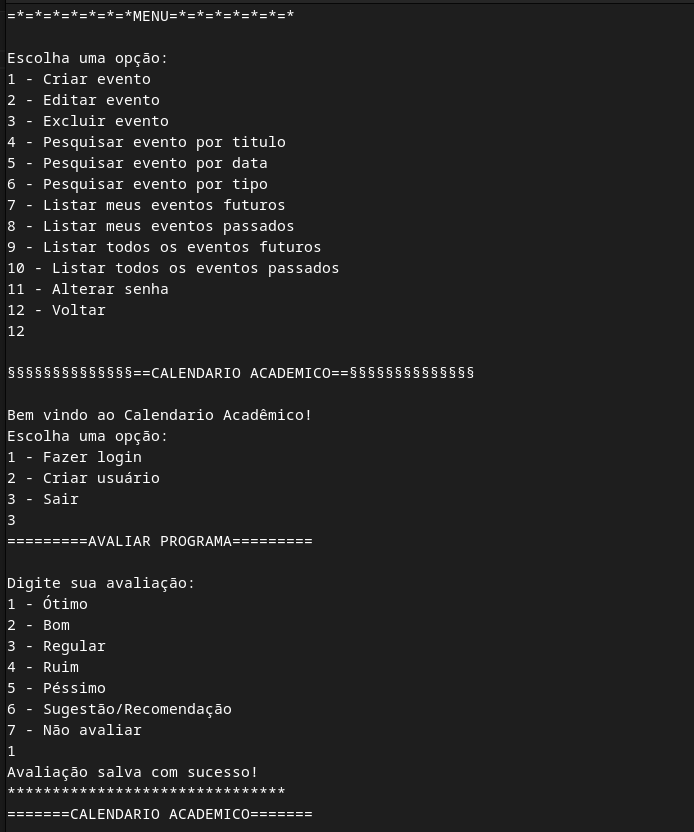 =*=*=*=*=*=*=*MENU=*=*=*=*=*=*=*
Escolha uma opção:
1 - Criar evento
2 - Editar evento
3 - Excluir evento
4 - Pesquisar evento por titulo
5 - Pesquisar evento por data
6 - Pesquisar evento por tipo
7 - Listar meus eventos futuros
8 - Listar meus eventos passados
9 - Listar todos os eventos futuros
10 - Listar todos os eventos passados
11 - Alterar senha
12 - Voltar
12
§§§§§§§§§§§§§§==CALENDARIO ACADEMICO==§§§§§§§§§§§§§§
Bem vindo ao Calendario Acadêmico!
Escolha uma opção:
1 - Fazer login
2 - Criar usuário
3 - Sair
3
=========AVALIAR PROGRAMA=========
Digite sua avaliação:
1 - Ótimo
2 - Bom
3 - Regular
4 - Ruim
5 - Péssimo
6 - Sugestão/Recomendação
7 - Não avaliar
1
Avaliação salva com sucesso!
*******************************
=======CALENDARIO ACADEMICO=======